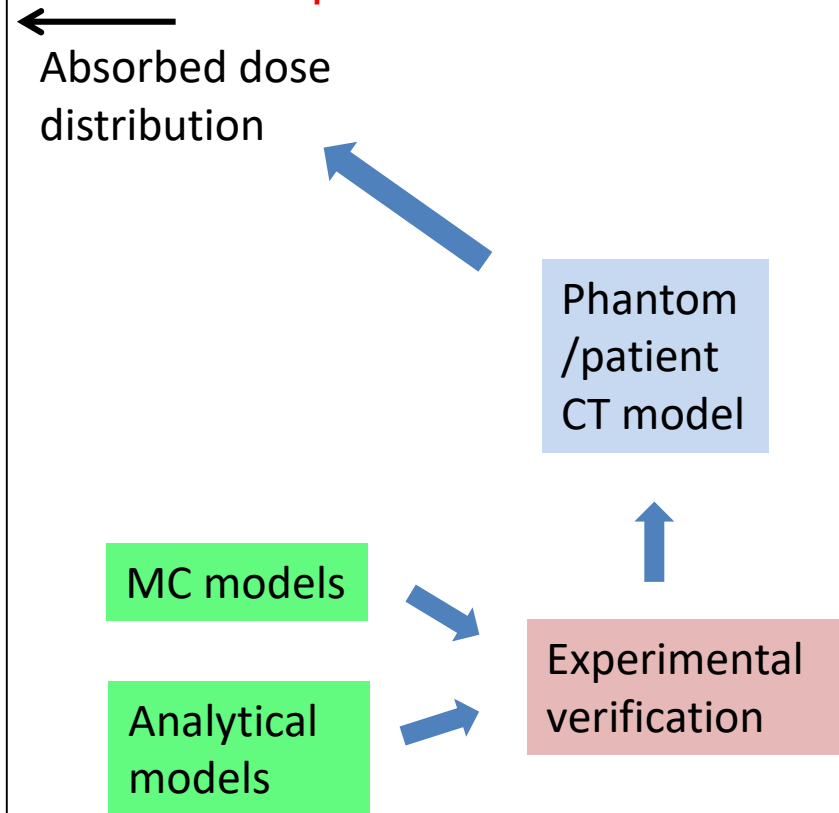 Absorbed dose
distribution
Phantom
/patient
CT model
MC models
Experimental
verification
Analytical
models